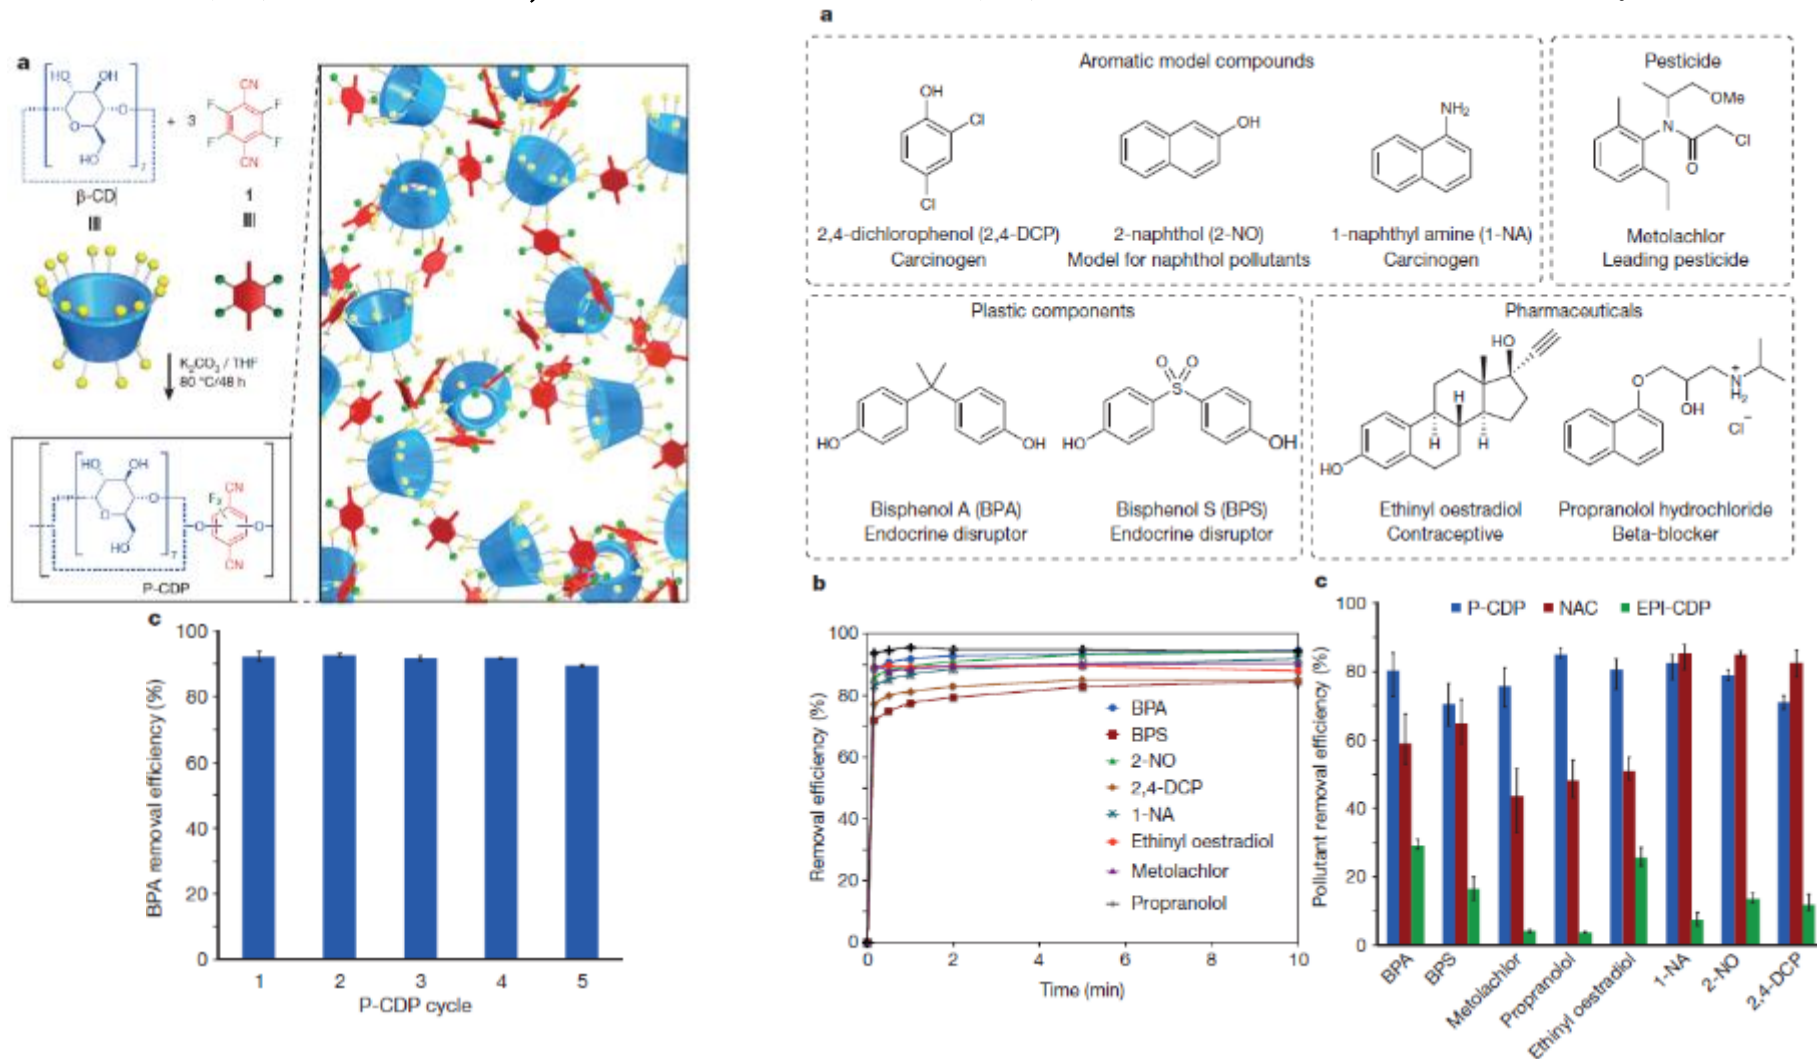 a
HO
OH
O
O
HO
7
β-CD
+ 3
CN
F
F
F
F
CN
1
K2CO3 / THF
80 °C/48 h
HO
OH
O
O
HO
7
O
CN
O
CN
P-CDP
c
BPA removal efficiency (%)
100
80
60
40
20
0
1 2 3 4 5
P-CDP cycle
a
Aromatic model compounds
OH
Cl
Cl
2,4-dichlorophenol (2,4-DCP)
Carcinogen
OH
2-naphthol (2-NO)
Model for naphthol pollutants
NH2
1-naphthyl amine (1-NA)
Carcinogen
Pesticide
OMe
N
O
Cl
Metolachlor
Leading pesticide
Plastic components
HO
OH
Bisphenol A (BPA)
Endocrine disruptor
O O
S
HO
OH
Bisphenol S (BPS)
Endocrine disruptor
Pharmaceuticals
HO
H
H
H
HO
Ethinyl oestradiol
Contraceptive
O
OH
+
N
H2
Cl−
Propranolol hydrochloride
Beta-blocker
b
Removal efficiency (%)
100
80
60
40
20
0
BPA
BPS
2-NO
2,4-DCP
1-NA
Ethinyl oestradiol
Metolachlor
Propranolol
0 2 4 6 8 10
Time (min)
c
P-CDP NAC EPI-CDP
Pollutant removal efficiency (%)
100
80
60
40
20
0
BPA
BPS
Metolachlor
Propranolol
Ethinyl oestradiol
1-NA
2-NO
2,4-DCP